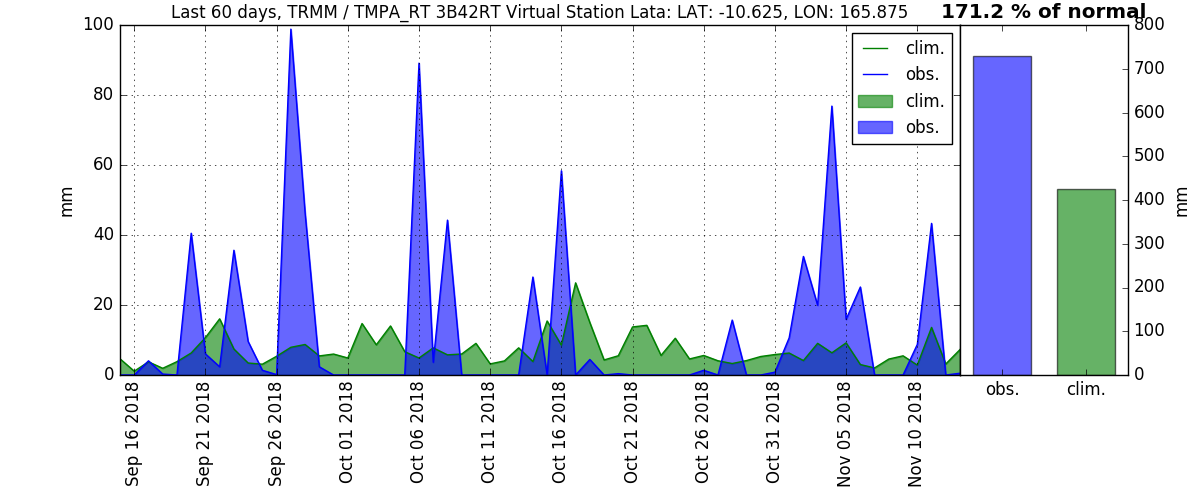 Last 60 days, TRMM / TMPA_RT 3B42RT Virtual Station Lata: LAT: -10.625, LON: 165.875
171.2 % of normal
100
80
60
40
20
0
mm
clim.
obs.
clim.
obs.
Sep 16 2018
Sep 21 2018
Sep 26 2018
Oct 01 2018
Oct 06 2018
Oct 11 2018
Oct 16 2018
Oct 21 2018
Oct 26 2018
Oct 31 2018
Nov 05 2018
Nov 10 2018
800
700
600
500
400
300
200
100
0
mm
obs.
clim.